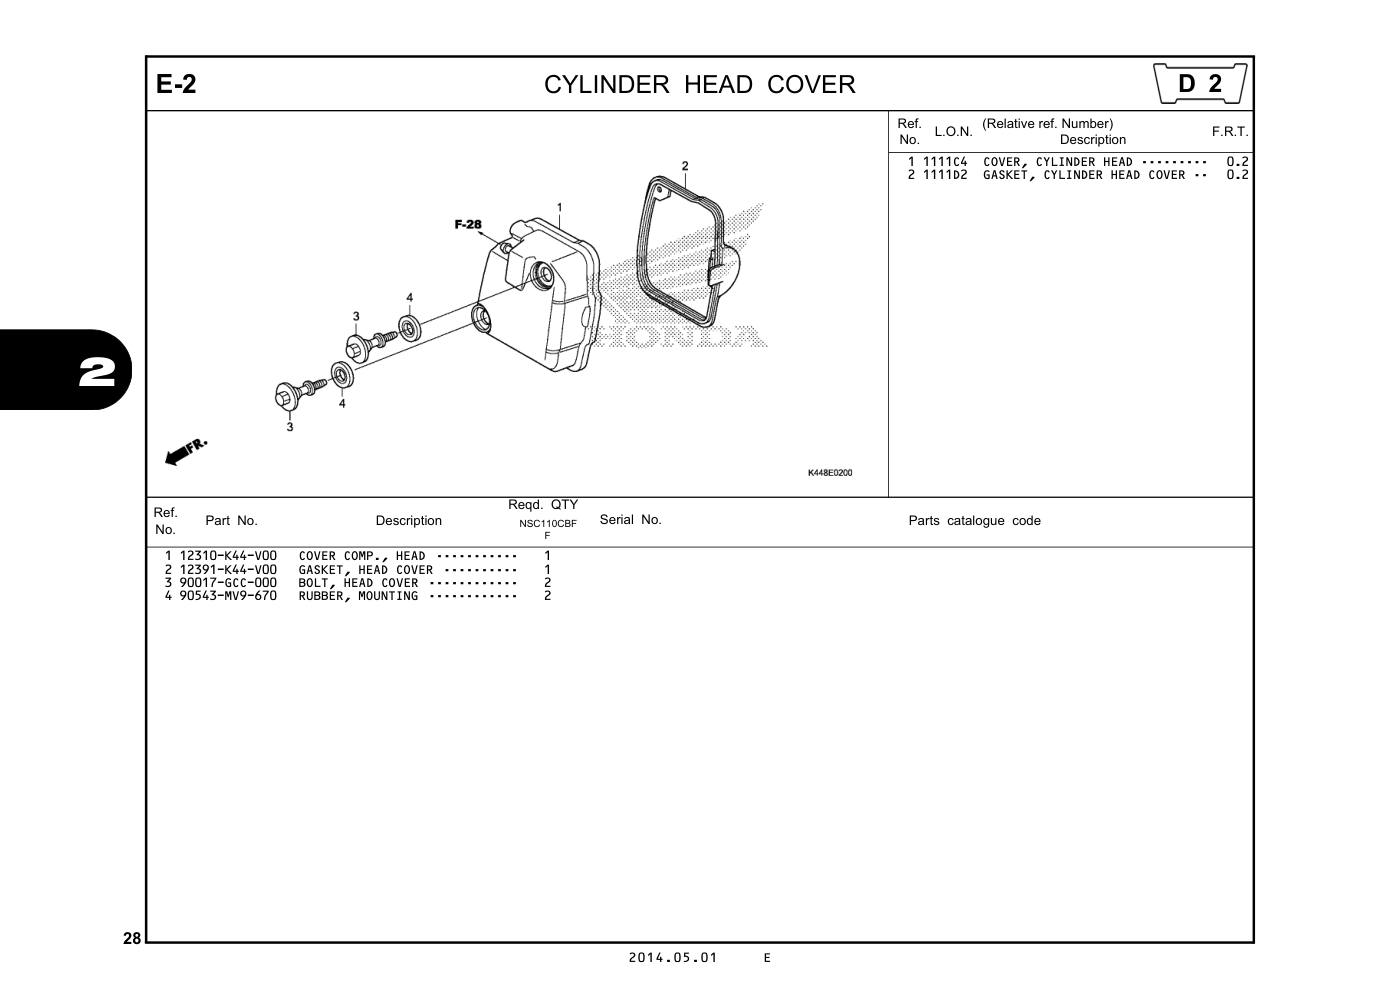 E-2
CYLINDER HEAD COVER
D 2
Ref. No.
L.O.N.
(Relative ref. Number)
Description
F.R.T.
1 1111C4 COVER, CYLINDER HEAD --------- 0.2
2 1111D2 GASKET, CYLINDER HEAD COVER -- 0.2
2
1
F-28
4
3
4
3
FR.
HONDA
K448E0200
2
Ref. No.
Part No.
Description
Reqd. QTY
NSC110CBF
F
Serial No.
Parts catalogue code
1 12310-K44-V00 COVER COMP., HEAD ----------- 1
2 12391-K44-V00 GASKET, HEAD COVER ---------- 1
3 90017-GCC-000 BOLT, HEAD COVER ------------ 2
4 90543-MV9-670 RUBBER, MOUNTING ------------ 2
28
2014.05.01 E